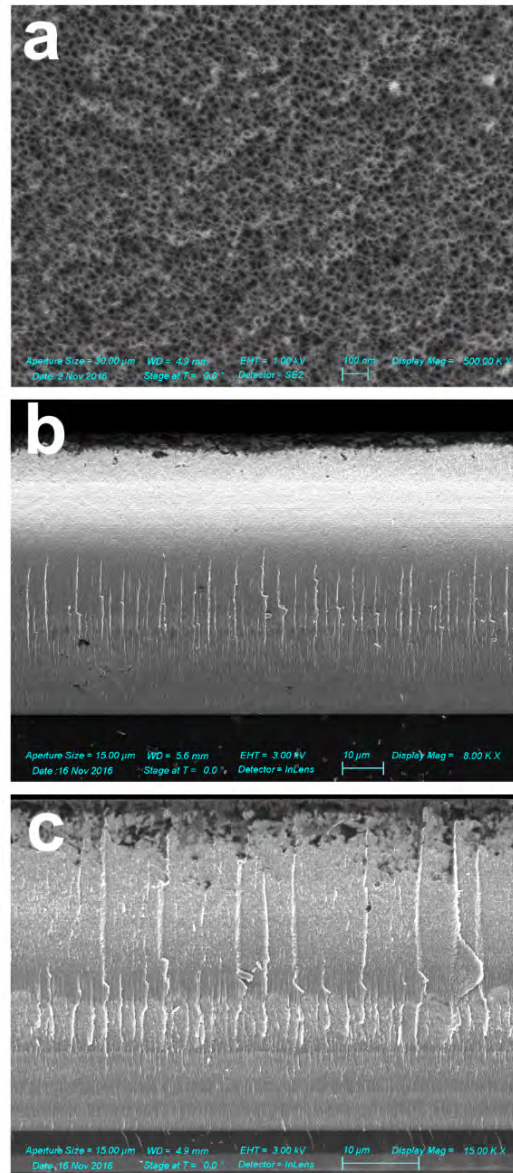 a
Aperture Size = 30.00 µm WD = 4.9 mm EHT = 1.00 kV 100 nm Display Mag = 500.00 K X
Date :2 Nov 2016 Stage at T = 0.0 ° Detector = SE2
b
Aperture Size = 15.00 µm WD = 5.6 mm EHT = 3.00 kV 10 µm Display Mag = 8.00 K X
Date :16 Nov 2016 Stage at T = 0.0 ° Detector = InLens
c
Aperture Size = 15.00 µm WD = 4.9 mm EHT = 3.00 kV 10 µm Display Mag = 15.00 K X
Date :16 Nov 2016 Stage at T = 0.0 ° Detector = InLens